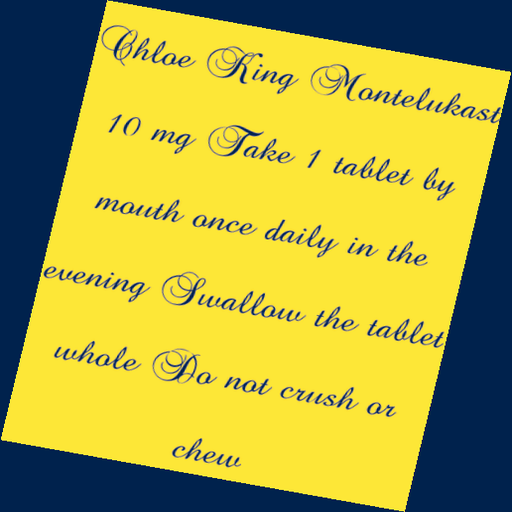 Chloe King Montelukast
10 mg Take 1 tablet by
mouth once daily in the
evening Swallow the tablet
whole Do not crush or
chew